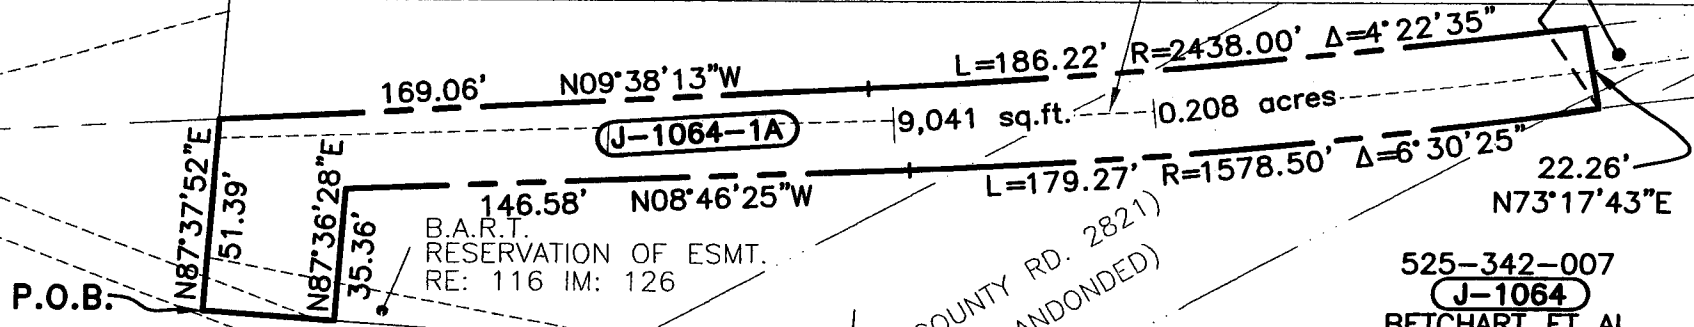 169.06' N09°38'13"W L=186.22' R=2438.00' Δ=4°22'35"
J-1064-1A 9,041 sq.ft. 0.208 acres
N87°37'52"E
51.39'
N87°36'28"E
35.36'
146.58' N08°46'25"W L=179.27' R=1578.50' Δ=6°30'25"
22.26'
N73°17'43"E
B.A.R.T.
RESERVATION OF ESMT.
RE: 116 IM: 126
P.O.B.
COUNTY RD. 2821)
ANDONDED)
525-342-007
J-1064
BETCHART ET AL